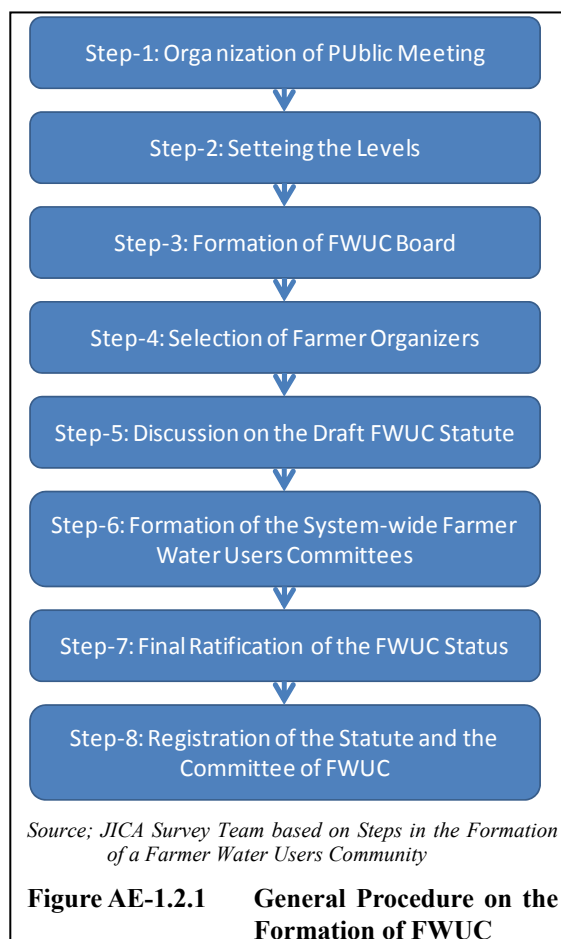 Step-1: Organization of PUblic Meeting
Step-2: Setteing the Levels
Step-3: Formation of FWUC Board
Step-4: Selection of Farmer Organizers
Step-5: Discussion on the Draft FWUC Statute
Step-6: Formation of the System-wide Farmer
Water Users Committees
Step-7: Final Ratification of the FWUC Status
Step-8: Registration of the Statute and the
Committee of FWUC
Source; JICA Survey Team based on Steps in the Formation
of a Farmer Water Users Community
Figure AE-1.2.1 General Procedure on the
Formation of FWUC